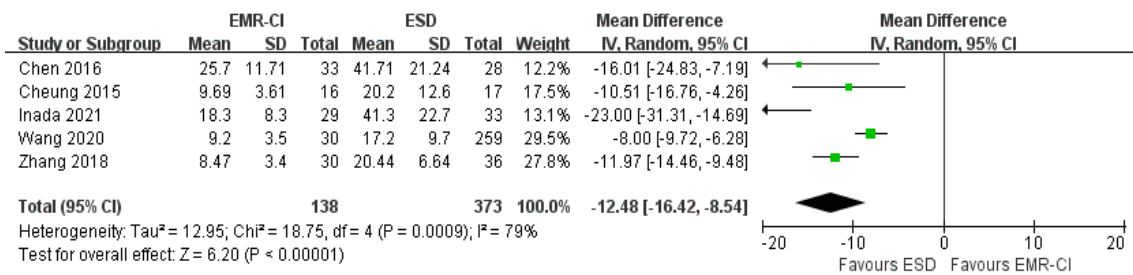 EMR-CI ESD Mean Difference Mean Difference
Study or Subgroup Mean SD Total Mean SD Total Weight IV, Random, 95% CI IV, Random, 95% CI
Chen 2016 25.7 11.71 33 41.71 21.24 28 12.2% -16.01 [-24.83, -7.19]
Cheung 2015 9.69 3.61 16 20.2 12.6 17 17.5% -10.51 [-16.76, -4.26]
Inada 2021 18.3 8.3 29 41.3 22.7 33 13.1% -23.00 [-31.31, -14.69]
Wang 2020 9.2 3.5 30 17.2 9.7 259 29.5% -8.00 [-9.72, -6.28]
Zhang 2018 8.47 3.4 30 20.44 6.64 36 27.8% -11.97 [-14.46, -9.48]
Total (95% CI) 138 373 100.0% -12.48 [-16.42, -8.54]
Heterogeneity: Tau² = 12.95; Chi² = 18.75, df = 4 (P = 0.0009); I² = 79%
Test for overall effect: Z = 6.20 (P < 0.00001)
-20 -10 0 10 20
Favours ESD Favours EMR-CI